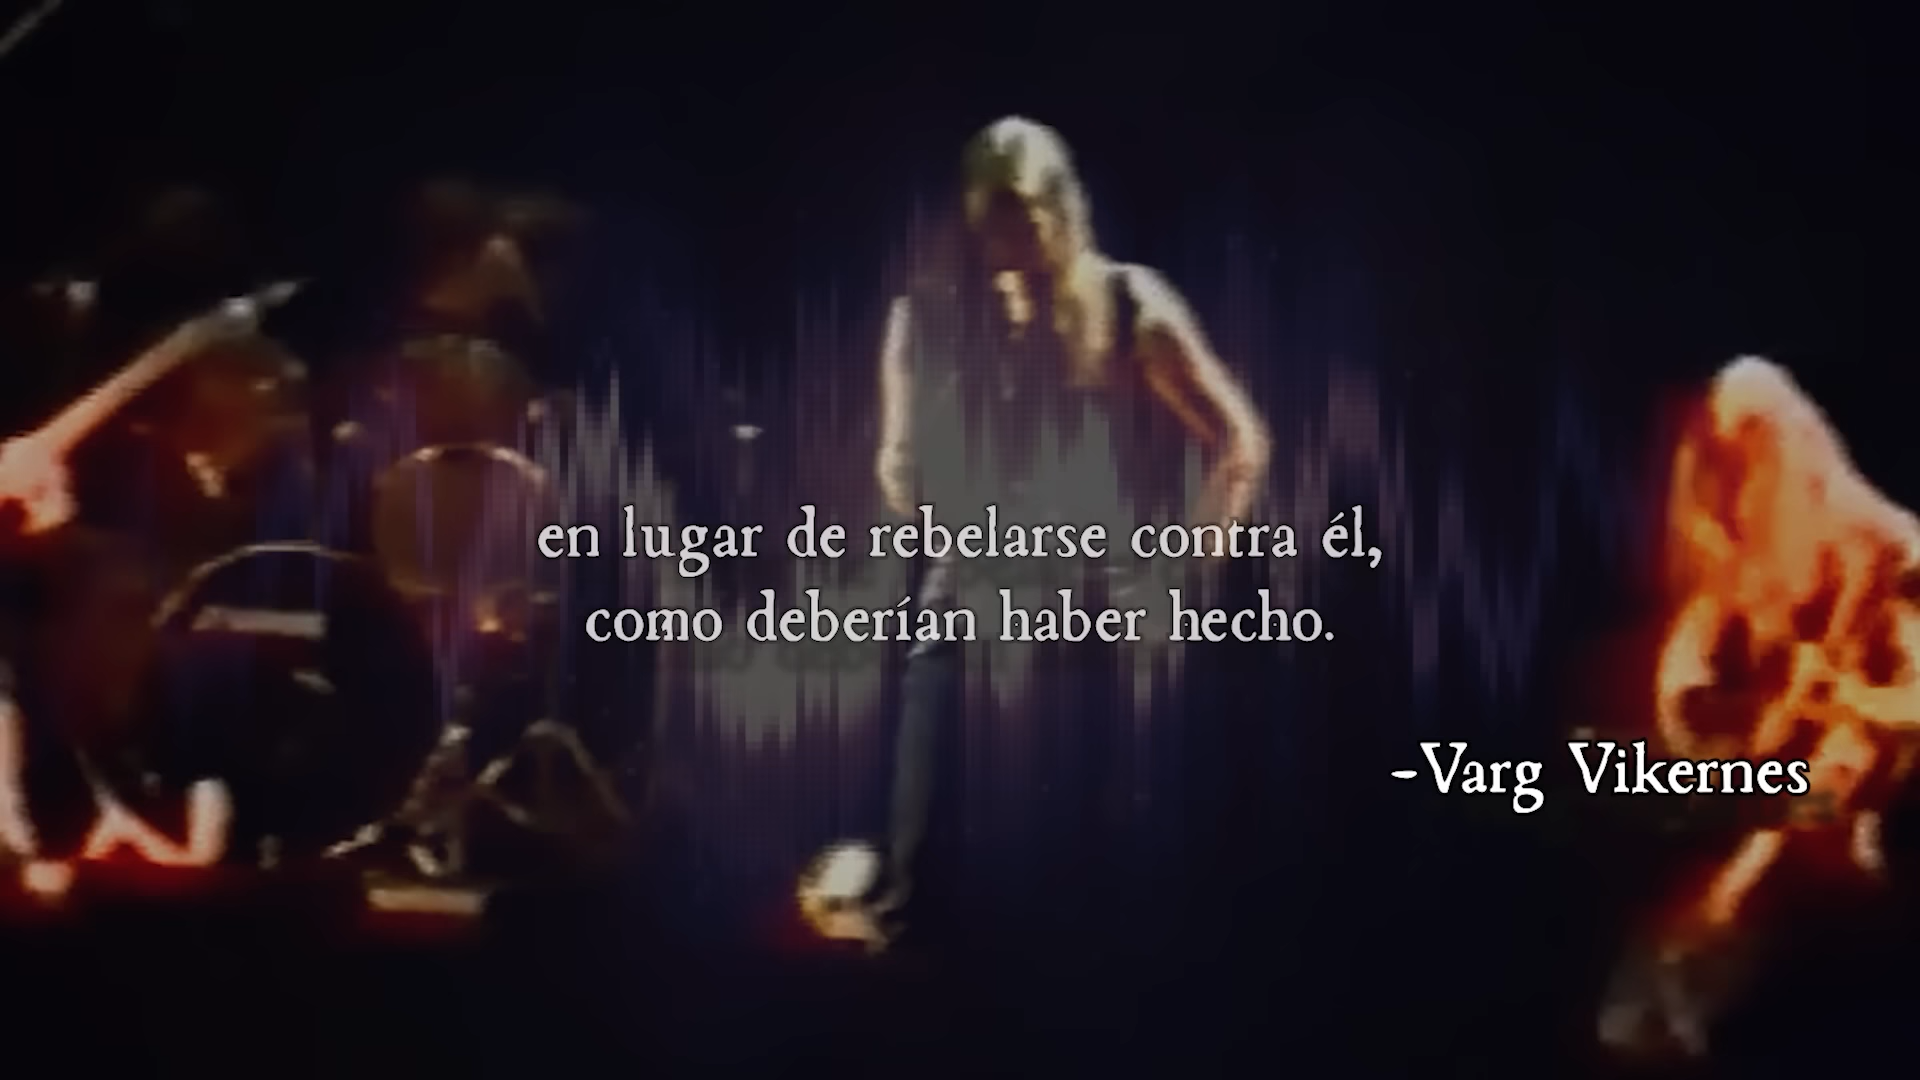 en lugar de rebelarse contra él,
como deberían haber hecho.
-Varg Vikernes